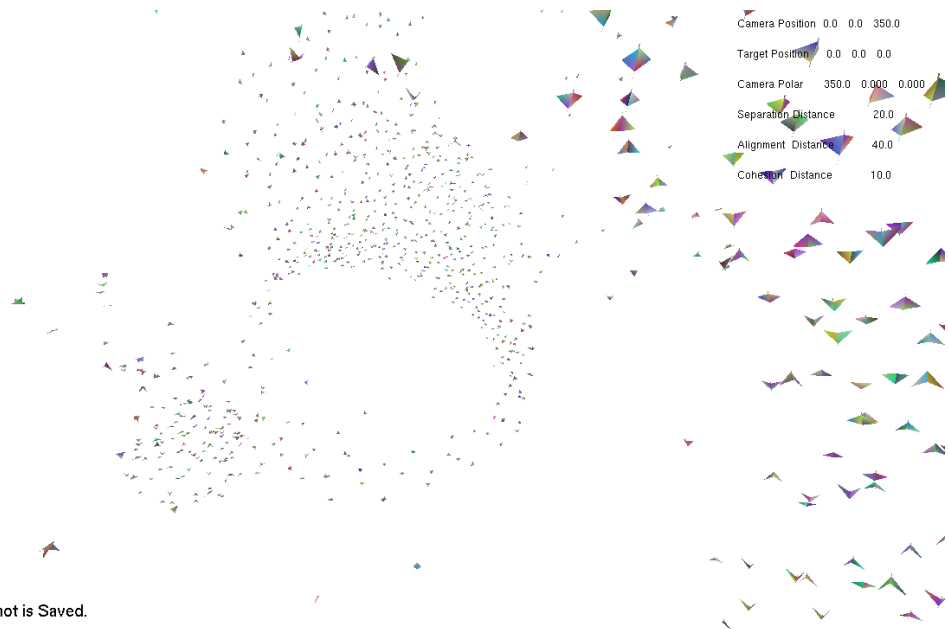 Camera Position 0.0 0.0 350.0
Target Position 0.0 0.0 0.0
Camera Polar 350.0 0.000 0.000
Separation Distance 20.0
Alignment Distance 40.0
Cohesion Distance 10.0
not is Saved.